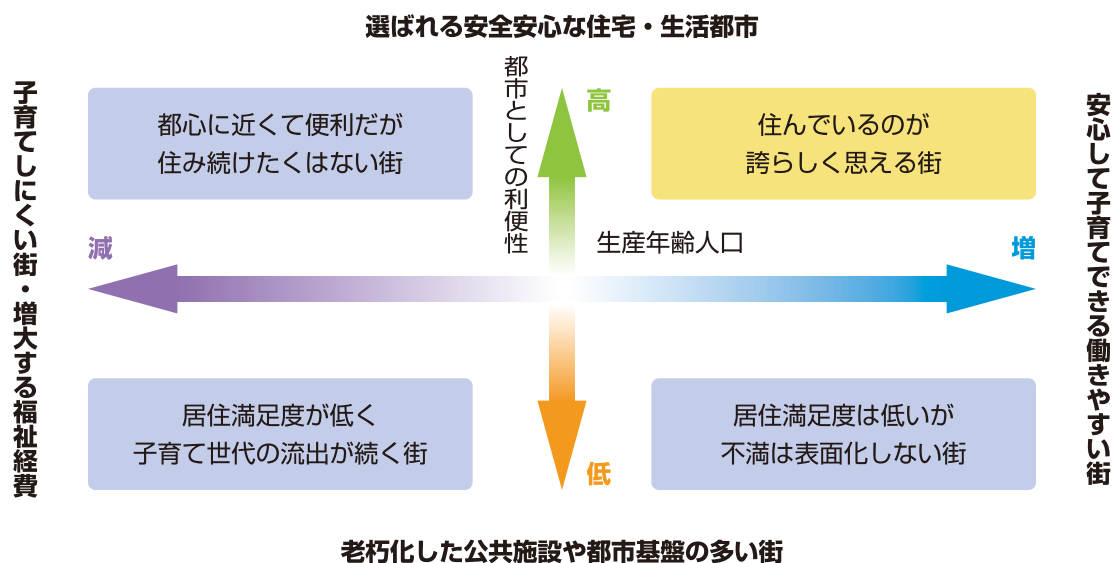 選ばれる安全安心な住宅・生活都市
子育てしにくい街・増大する福祉経費
都心に近くて便利だが
住み続けたくはない街
都市としての利便性
高
住んでいるのが
誇らしく思える街
安心して子育てできる働きやすい街
減
生産年齢人口
増
居住満足度が低く
子育て世代の流出が続く街
低
居住満足度は低いが
不満は表面化しない街
老朽化した公共施設や都市基盤の多い街